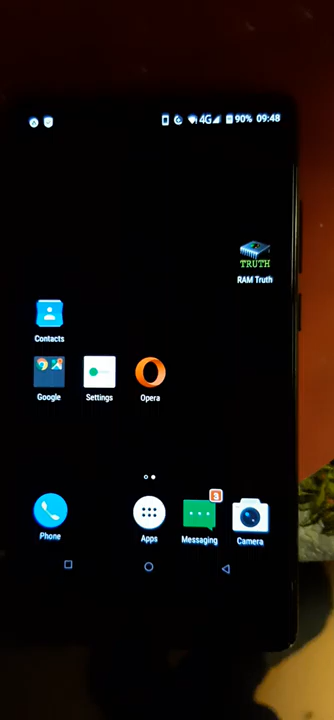 4G 90% 09:48
TRUTH
RAM Truth
Contacts
Google Settings Opera
3
Phone Apps Messaging Camera